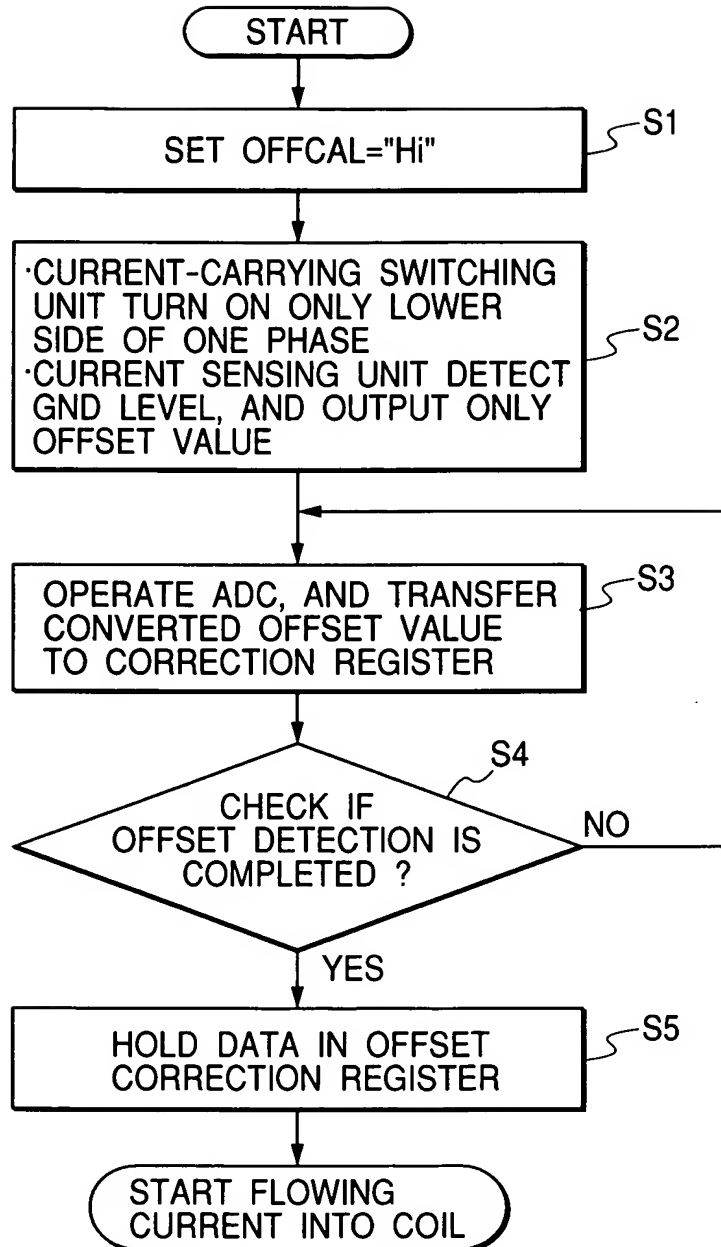 START
SET OFFCAL="Hi"
S1
·CURRENT-CARRYING SWITCHING
UNIT TURN ON ONLY LOWER
SIDE OF ONE PHASE
·CURRENT SENSING UNIT DETECT
GND LEVEL, AND OUTPUT ONLY
OFFSET VALUE
S2
OPERATE ADC, AND TRANSFER
CONVERTED OFFSET VALUE
TO CORRECTION REGISTER
S3
S4
CHECK IF
OFFSET DETECTION IS
COMPLETED ?
NO
YES
HOLD DATA IN OFFSET
CORRECTION REGISTER
S5
START FLOWING
CURRENT INTO COIL